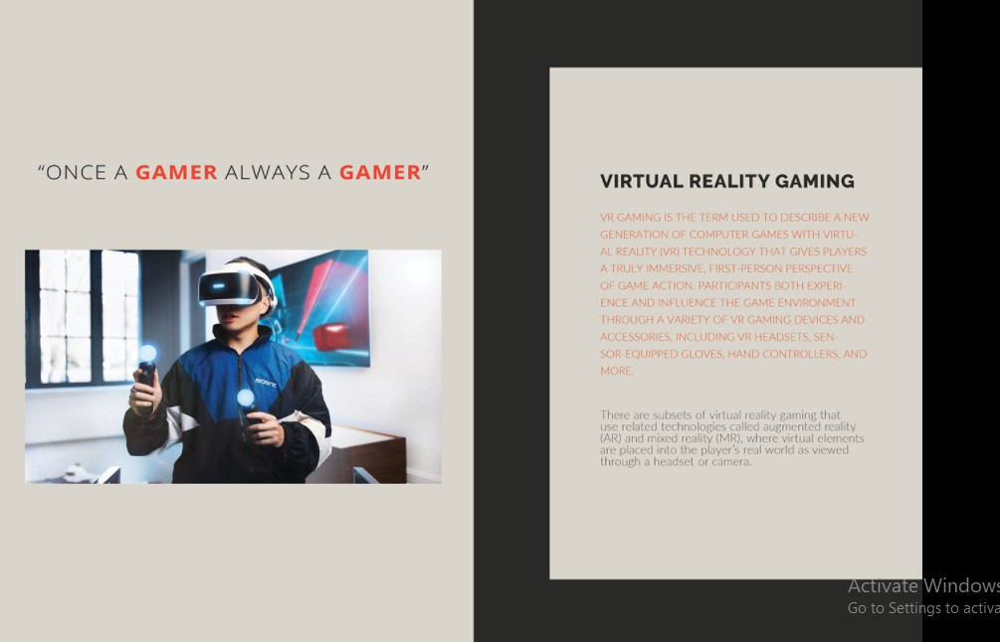 “ONCE A GAMER ALWAYS A GAMER”
VIRTUAL REALITY GAMING
VR GAMING IS THE TERM USED TO DESCRIBE A NEW
GENERATION OF COMPUTER GAMES WITH VIRTU-
AL REALITY (VR) TECHNOLOGY THAT GIVES PLAYERS
A TRULY IMMERSIVE, FIRST-PERSON PERSPECTIVE
OF GAME ACTION. PARTICIPANTS BOTH EXPERI-
ENCE AND INFLUENCE THE GAME ENVIRONMENT
THROUGH A VARIETY OF VR GAMING DEVICES AND
ACCESSORIES, INCLUDING VR HEADSETS, SEN-
SOR-EQUIPPED GLOVES, HAND CONTROLLERS, AND
MORE.
There are subsets of virtual reality gaming that
use related technologies called augmented reality
(AR) and mixed reality (MR), where virtual elements
are placed into the player’s real world as viewed
through a headset or camera.
Activate Windows
Go to Settings to activa